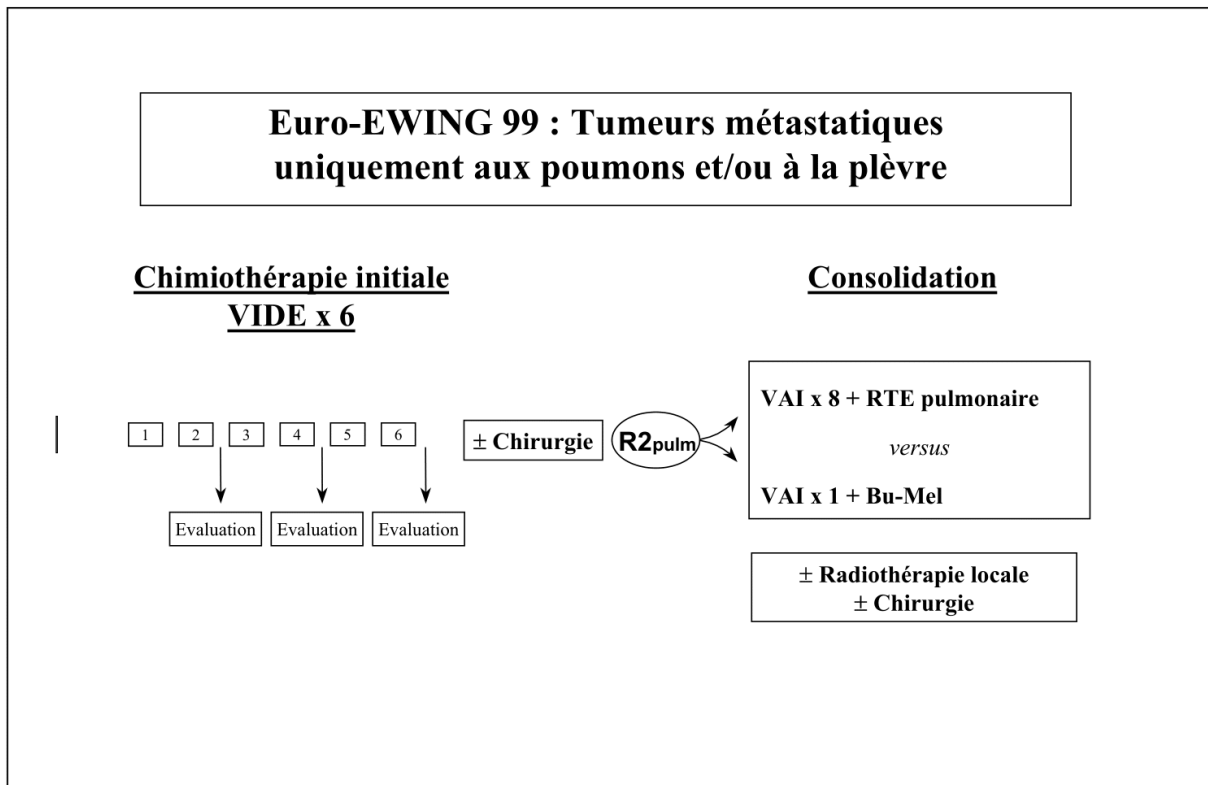 Euro-EWING 99 : Tumeurs métastatiques
uniquement aux poumons et/ou à la plèvre
Chimiothérapie initiale
VIDE x 6
Consolidation
1 2 3 4 5 6
Evaluation Evaluation Evaluation
± Chirurgie
R2pulm
VAI x 8 + RTE pulmonaire
versus
VAI x 1 + Bu-Mel
± Radiothérapie locale
± Chirurgie